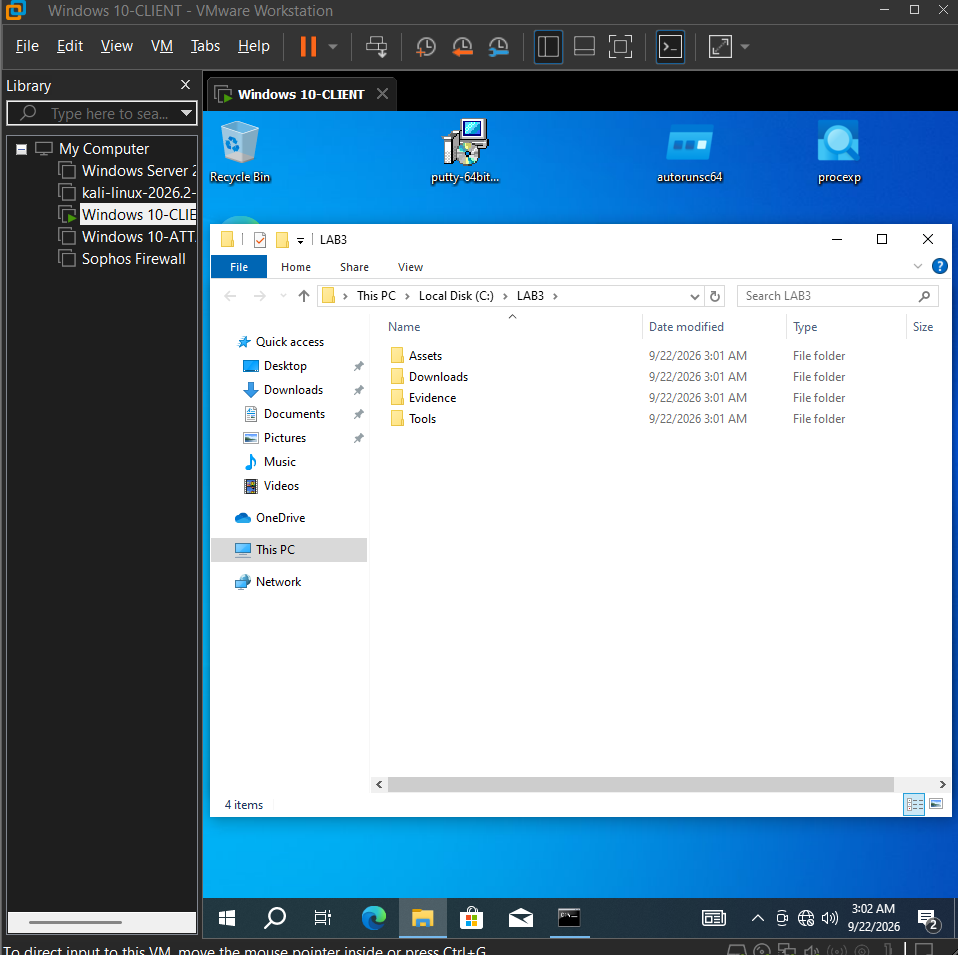 Windows 10-CLIENT - VMware Workstation
File Edit View VM Tabs Help
Library
Type here to sea...
My Computer
Windows Server 2
kali-linux-2026.2-
Windows 10-CLIE
Windows 10-ATT
Sophos Firewall
Windows 10-CLIENT
Recycle Bin
putty-64bit...
autorunsc64
procexp
LAB3
File Home Share View
This PC Local Disk (C:) LAB3
Search LAB3
Quick access
Desktop
Downloads
Documents
Pictures
Music
Videos
OneDrive
This PC
Network
Name Date modified Type Size
Assets 9/22/2026 3:01 AM File folder
Downloads 9/22/2026 3:01 AM File folder
Evidence 9/22/2026 3:01 AM File folder
Tools 9/22/2026 3:01 AM File folder
4 items
3:02 AM
9/22/2026
2
To direct input to this VM, move the mouse pointer inside or press Ctrl+G.